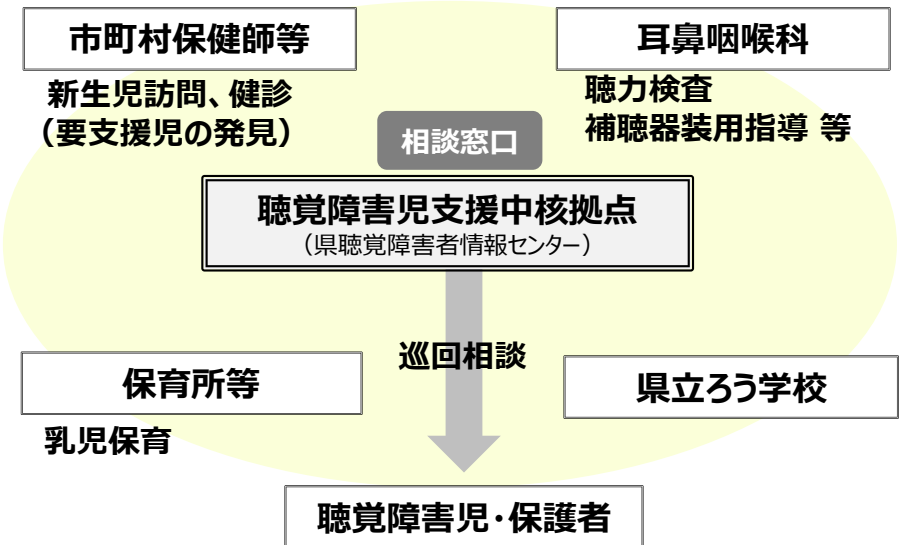 市町村保健師等
耳鼻咽喉科
新生児訪問、健診
（要支援児の発見）
聴力検査
補聴器装用指導 等
相談窓口
聴覚障害児支援中核拠点
（県聴覚障害者情報センター）
巡回相談
保育所等
県立ろう学校
乳児保育
聴覚障害児・保護者